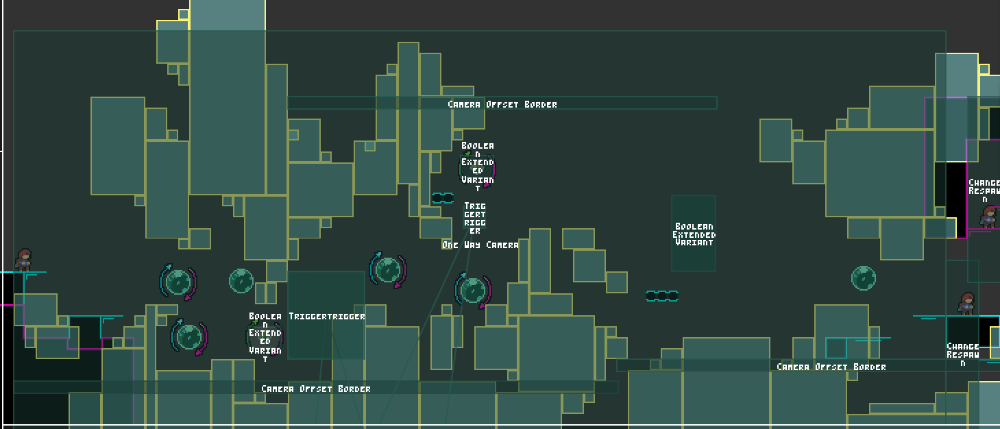 Camera Offset Border
Boolea
n
Extend
ed
Varian
t
Change
Respaw
n
Trig
gerT
rigg
er
Boolean
Extended
Variant
One Way Camera
Boolea
n
Extend
ed
Varian
t
TriggerTrigger
Change
Respaw
n
Camera Offset Border
Camera Offset Border